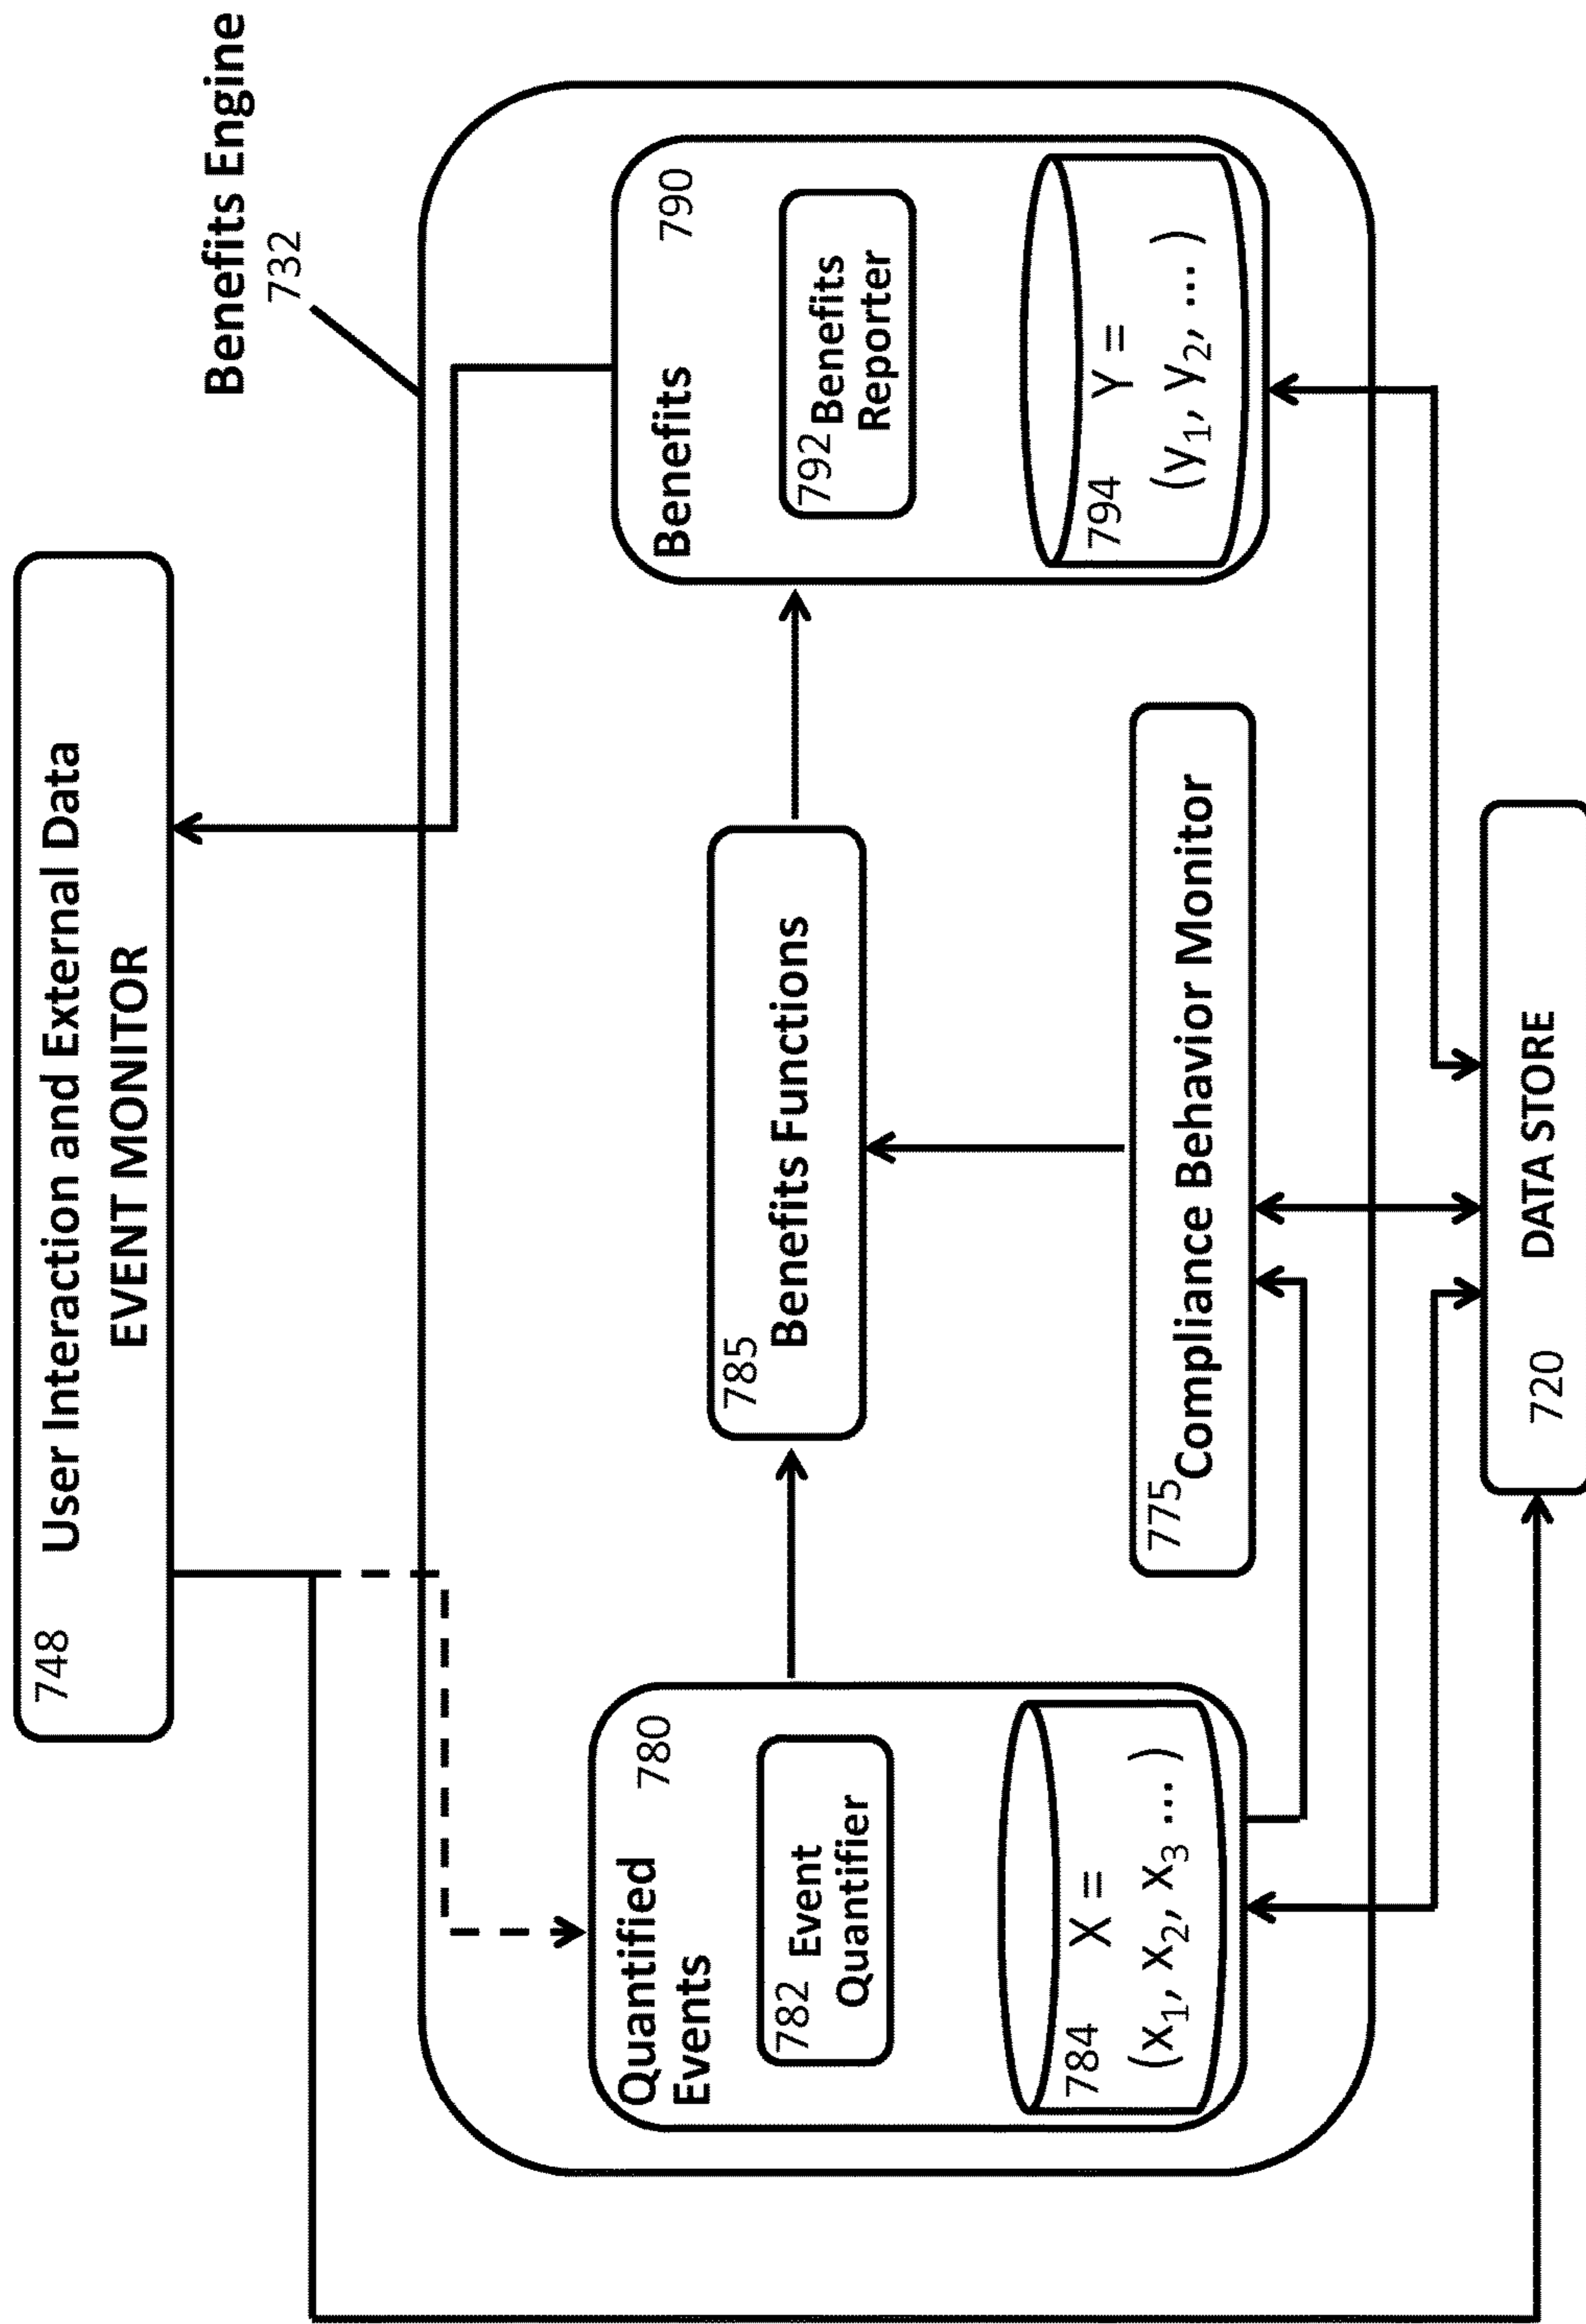 748 User Interaction and External Data
EVENT MONITOR
Benefits Engine
732
Quantified
Events
780
782 Event
Quantifier
784 X =
(x₁, x₂, x₃ ... )
785
Benefits Functions
775 Compliance Behavior Monitor
Benefits
790
792 Benefits
Reporter
794 Y =
(y₁, y₂, ... )
720 DATA STORE